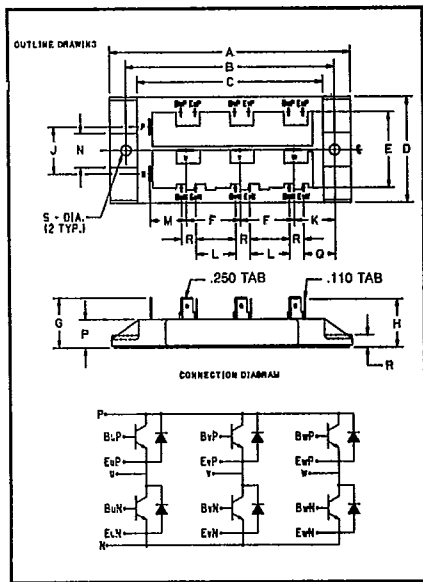 OUTLINE DRAWING
A
B
C
BuP EuP BvP EvP BwP EwP
J N P E D
U V W
N
BuN EuN BvN EvN BwN EwN
S - DIA.
(2 TYP.)
M F F K
R R R
L L Q
.250 TAB .110 TAB
G P H
R
CONNECTION DIAGRAM
P
BuP BvP BwP
EuP EvP EwP
U V W
BuN BvN BwN
EuN EvN EwN
N